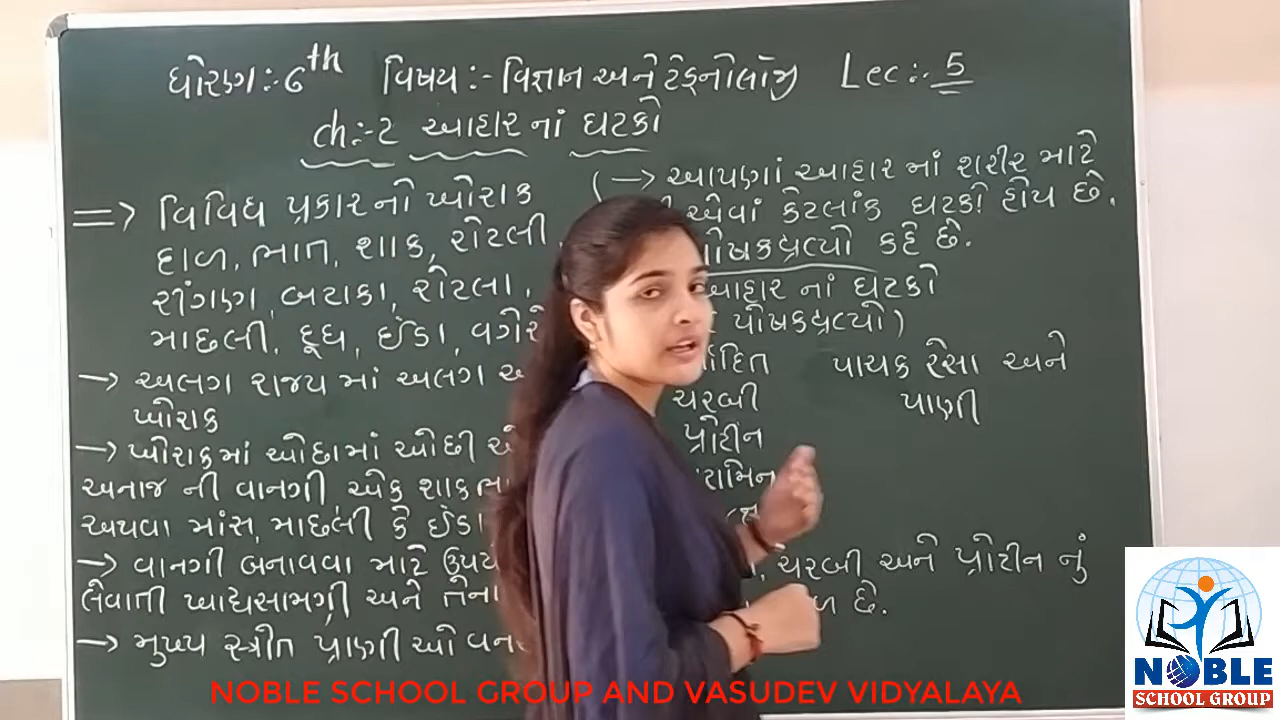 ધોરણ:-6th વિષય:- વિજ્ઞાન અને ટેકનોલોજી Lec:- 5
ch:-2 આહાર નાં ઘટકો
=> વિવિધ પ્રકારનો ખોરાક
દાળ, ભાત, શાક, રોટલી,
રીંગણ, બટાકા, રોટલા,
માછલી, દૂધ, ઈંડા, વગેરે
→ અલગ રાજ્ય માં અલગ
ખોરાક
→ ખોરાકમાં ઓછામાં ઓછી
અનાજ ની વાનગી એક
અથવા માંસ, માછલી કે ઈંડા
→ વાનગી બનાવવા માટે
લેવાતી ખાદ્યસામગ્રી અને તેના
→ મુખ્ય સ્ત્રોત પ્રાણી ઓ
(→ આપણાં આહાર માં શરીર માટે
એવાં કેટલાંક ઘટકો હોય છે.
પોષકદ્રવ્યો કહે છે.
આહાર નાં ઘટકો
પોષકદ્રવ્યો)
પાચક રેસા અને
ચરબી પાણી
પ્રોટીન
, ચરબી અને પ્રોટીન નું
છે.
NOBLE SCHOOL GROUP AND VASUDEV VIDYALAYA
NOBLE
SCHOOL GROUP